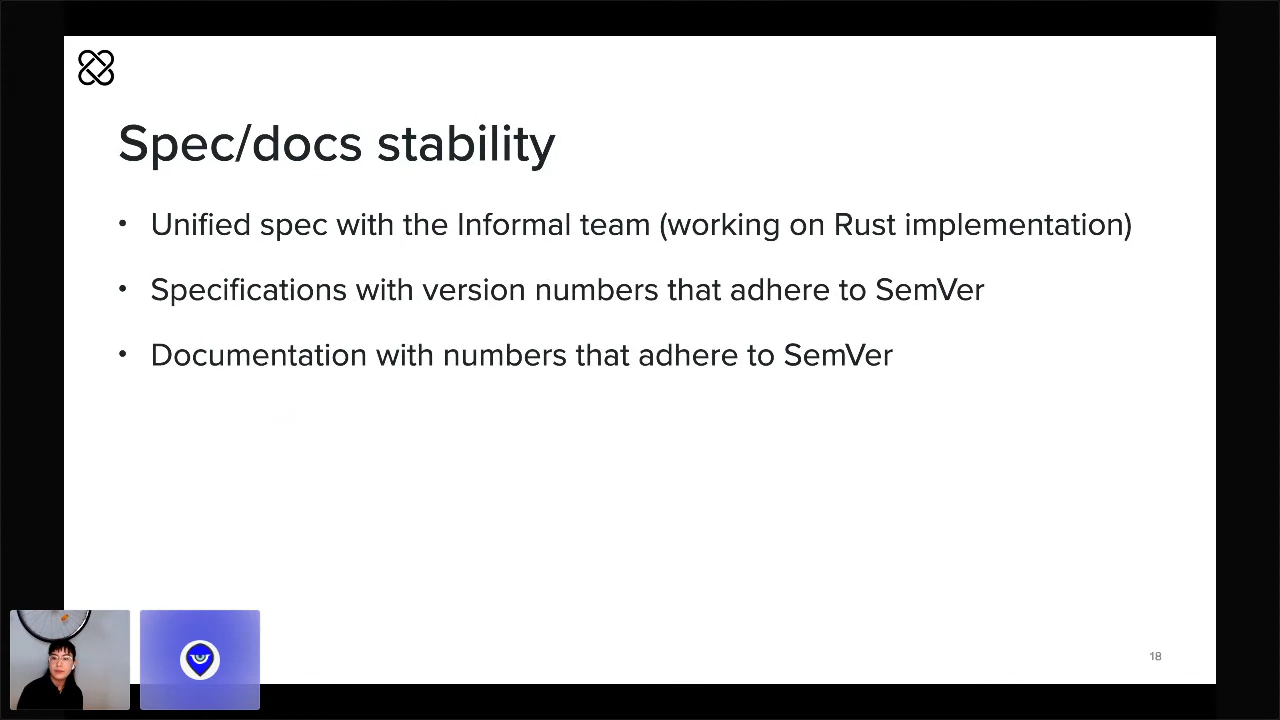 Spec/docs stability
• Unified spec with the Informal team (working on Rust implementation)
• Specifications with version numbers that adhere to SemVer
• Documentation with numbers that adhere to SemVer
18